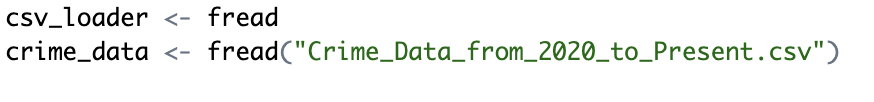 csv_loader <- fread
crime_data <- fread("Crime_Data_from_2020_to_Present.csv")